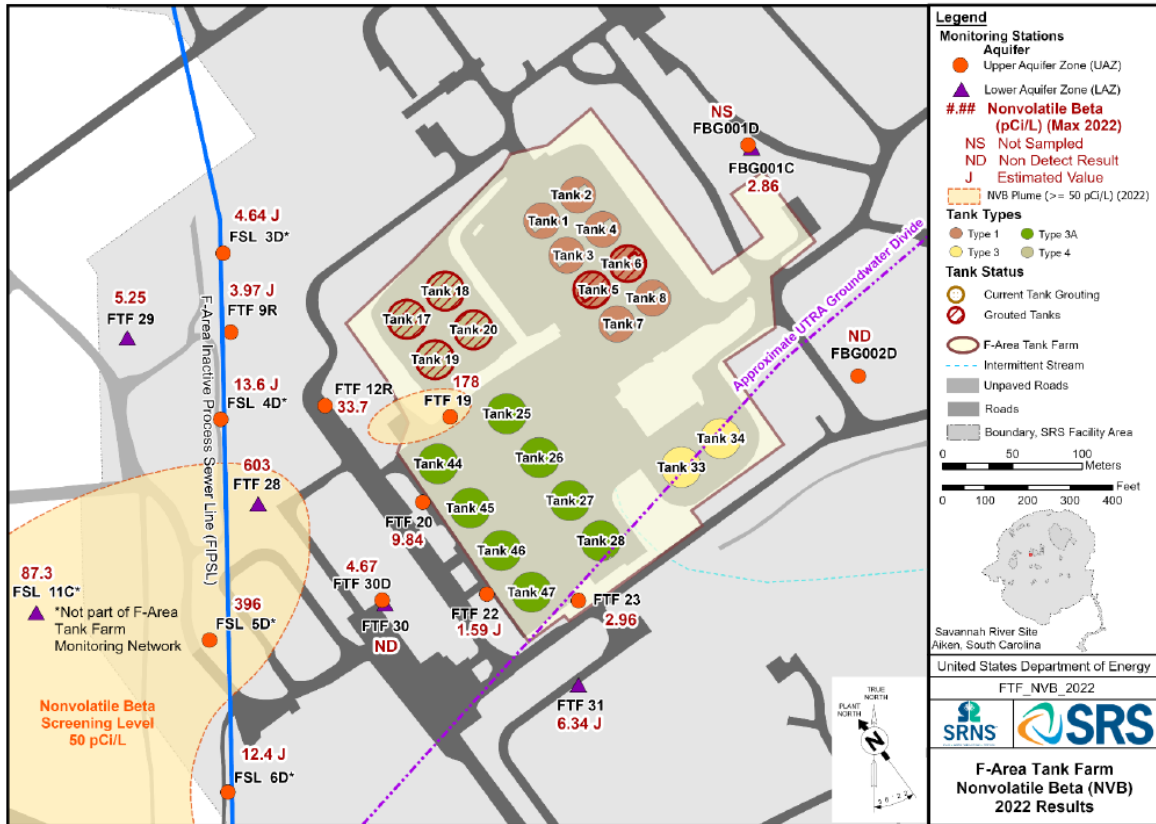 NS
FBG001D
FBG001C
2.86
Tank 2
Tank 1
Tank 4
Tank 3
Tank 6
Tank 5
Tank 8
Tank 7
4.64 J
FSL 3D*
3.97 J
FTF 9R
5.25
FTF 29
13.6 J
FSL 4D*
F-Area Inactive Process Sewer Line (FIPSL)
Tank 18
Tank 17
Tank 20
Tank 19
Approximate UTRA Groundwater Divide
ND
FBG002D
FTF 12R
33.7
178
FTF 19
Tank 25
Tank 34
Tank 26
Tank 33
Tank 44
Tank 27
Tank 45
Tank 28
Tank 46
Tank 47
603
FTF 28
FTF 20
9.84
87.3
FSL 11C*
*Not part of F-Area
Tank Farm
Monitoring Network
396
FSL 5D*
4.67
FTF 30D
FTF 30
ND
FTF 22
1.59 J
FTF 23
2.96
FTF 31
6.34 J
Nonvolatile Beta
Screening Level
50 pCi/L
12.4 J
FSL 6D*
TRUE
NORTH
PLANT
NORTH
N
Legend
Monitoring Stations
Aquifer
Upper Aquifer Zone (UAZ)
Lower Aquifer Zone (LAZ)
#.## Nonvolatile Beta
(pCi/L) (Max 2022)
NS Not Sampled
ND Non Detect Result
J Estimated Value
NVB Plume (>= 50 pCi/L) (2022)
Tank Types
Type 1 Type 3A
Type 3 Type 4
Tank Status
Current Tank Grouting
Grouted Tanks
F-Area Tank Farm
Intermittent Stream
Unpaved Roads
Roads
Boundary, SRS Facility Area
0 50 100
Meters
Feet
0 100 200 300 400
Savannah River Site
Aiken, South Carolina
United States Department of Energy
FTF_NVB_2022
SRNS
SRS
F-Area Tank Farm
Nonvolatile Beta (NVB)
2022 Results